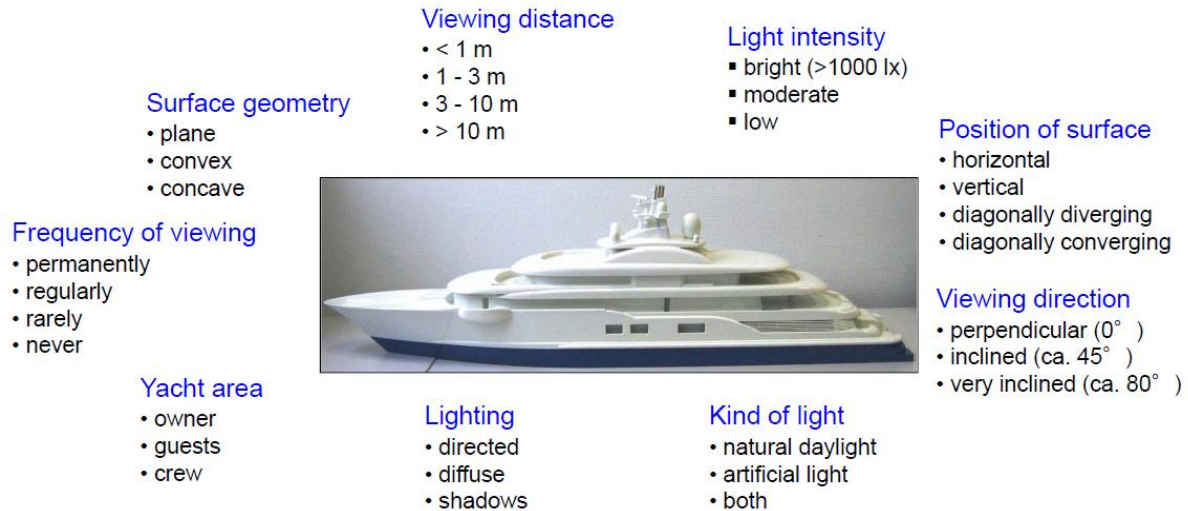 Viewing distance
• < 1 m
• 1 - 3 m
• 3 - 10 m
• > 10 m
Light intensity
▪ bright (>1000 lx)
▪ moderate
▪ low
Surface geometry
• plane
• convex
• concave
Position of surface
• horizontal
• vertical
• diagonally diverging
• diagonally converging
Frequency of viewing
• permanently
• regularly
• rarely
• never
Viewing direction
• perpendicular (0° )
• inclined (ca. 45° )
• very inclined (ca. 80° )
Yacht area
• owner
• guests
• crew
Lighting
• directed
• diffuse
• shadows
Kind of light
• natural daylight
• artificial light
• both